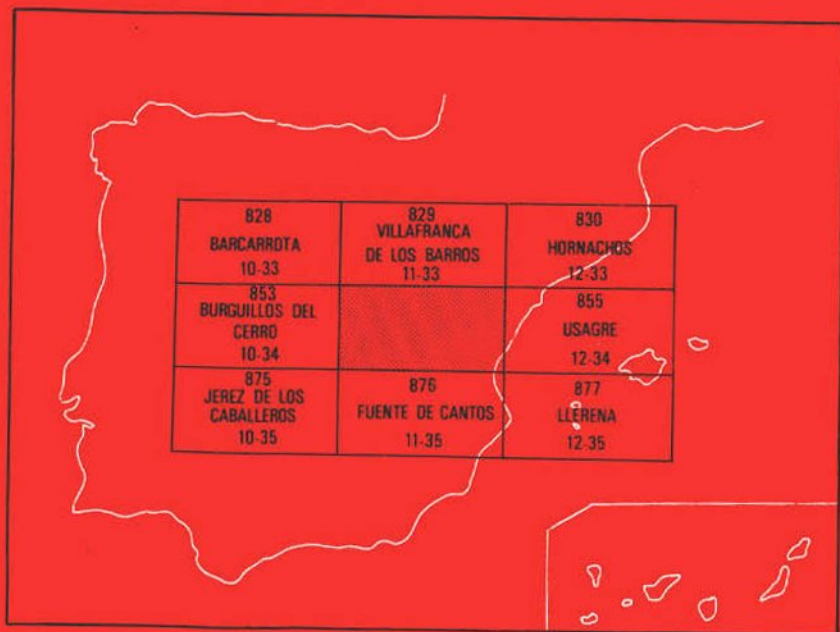 828
BARCARROTA
10-33
829
VILLAFRANCA
DE LOS BARROS
11-33
830
HORNACHOS
12-33
853
BURGUILLOS DEL
CERRO
10-34
855
USAGRE
12-34
875
JEREZ DE LOS
CABALLEROS
10-35
876
FUENTE DE CANTOS
11-35
877
LLERENA
12-35